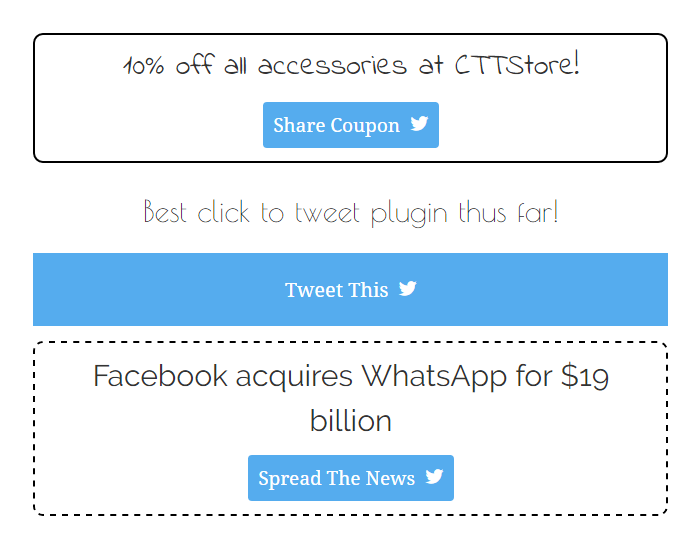 10% off all accessories at CTTStore!
Share Coupon
Best click to tweet plugin thus far!
Tweet This
Facebook acquires WhatsApp for $19
billion
Spread The News